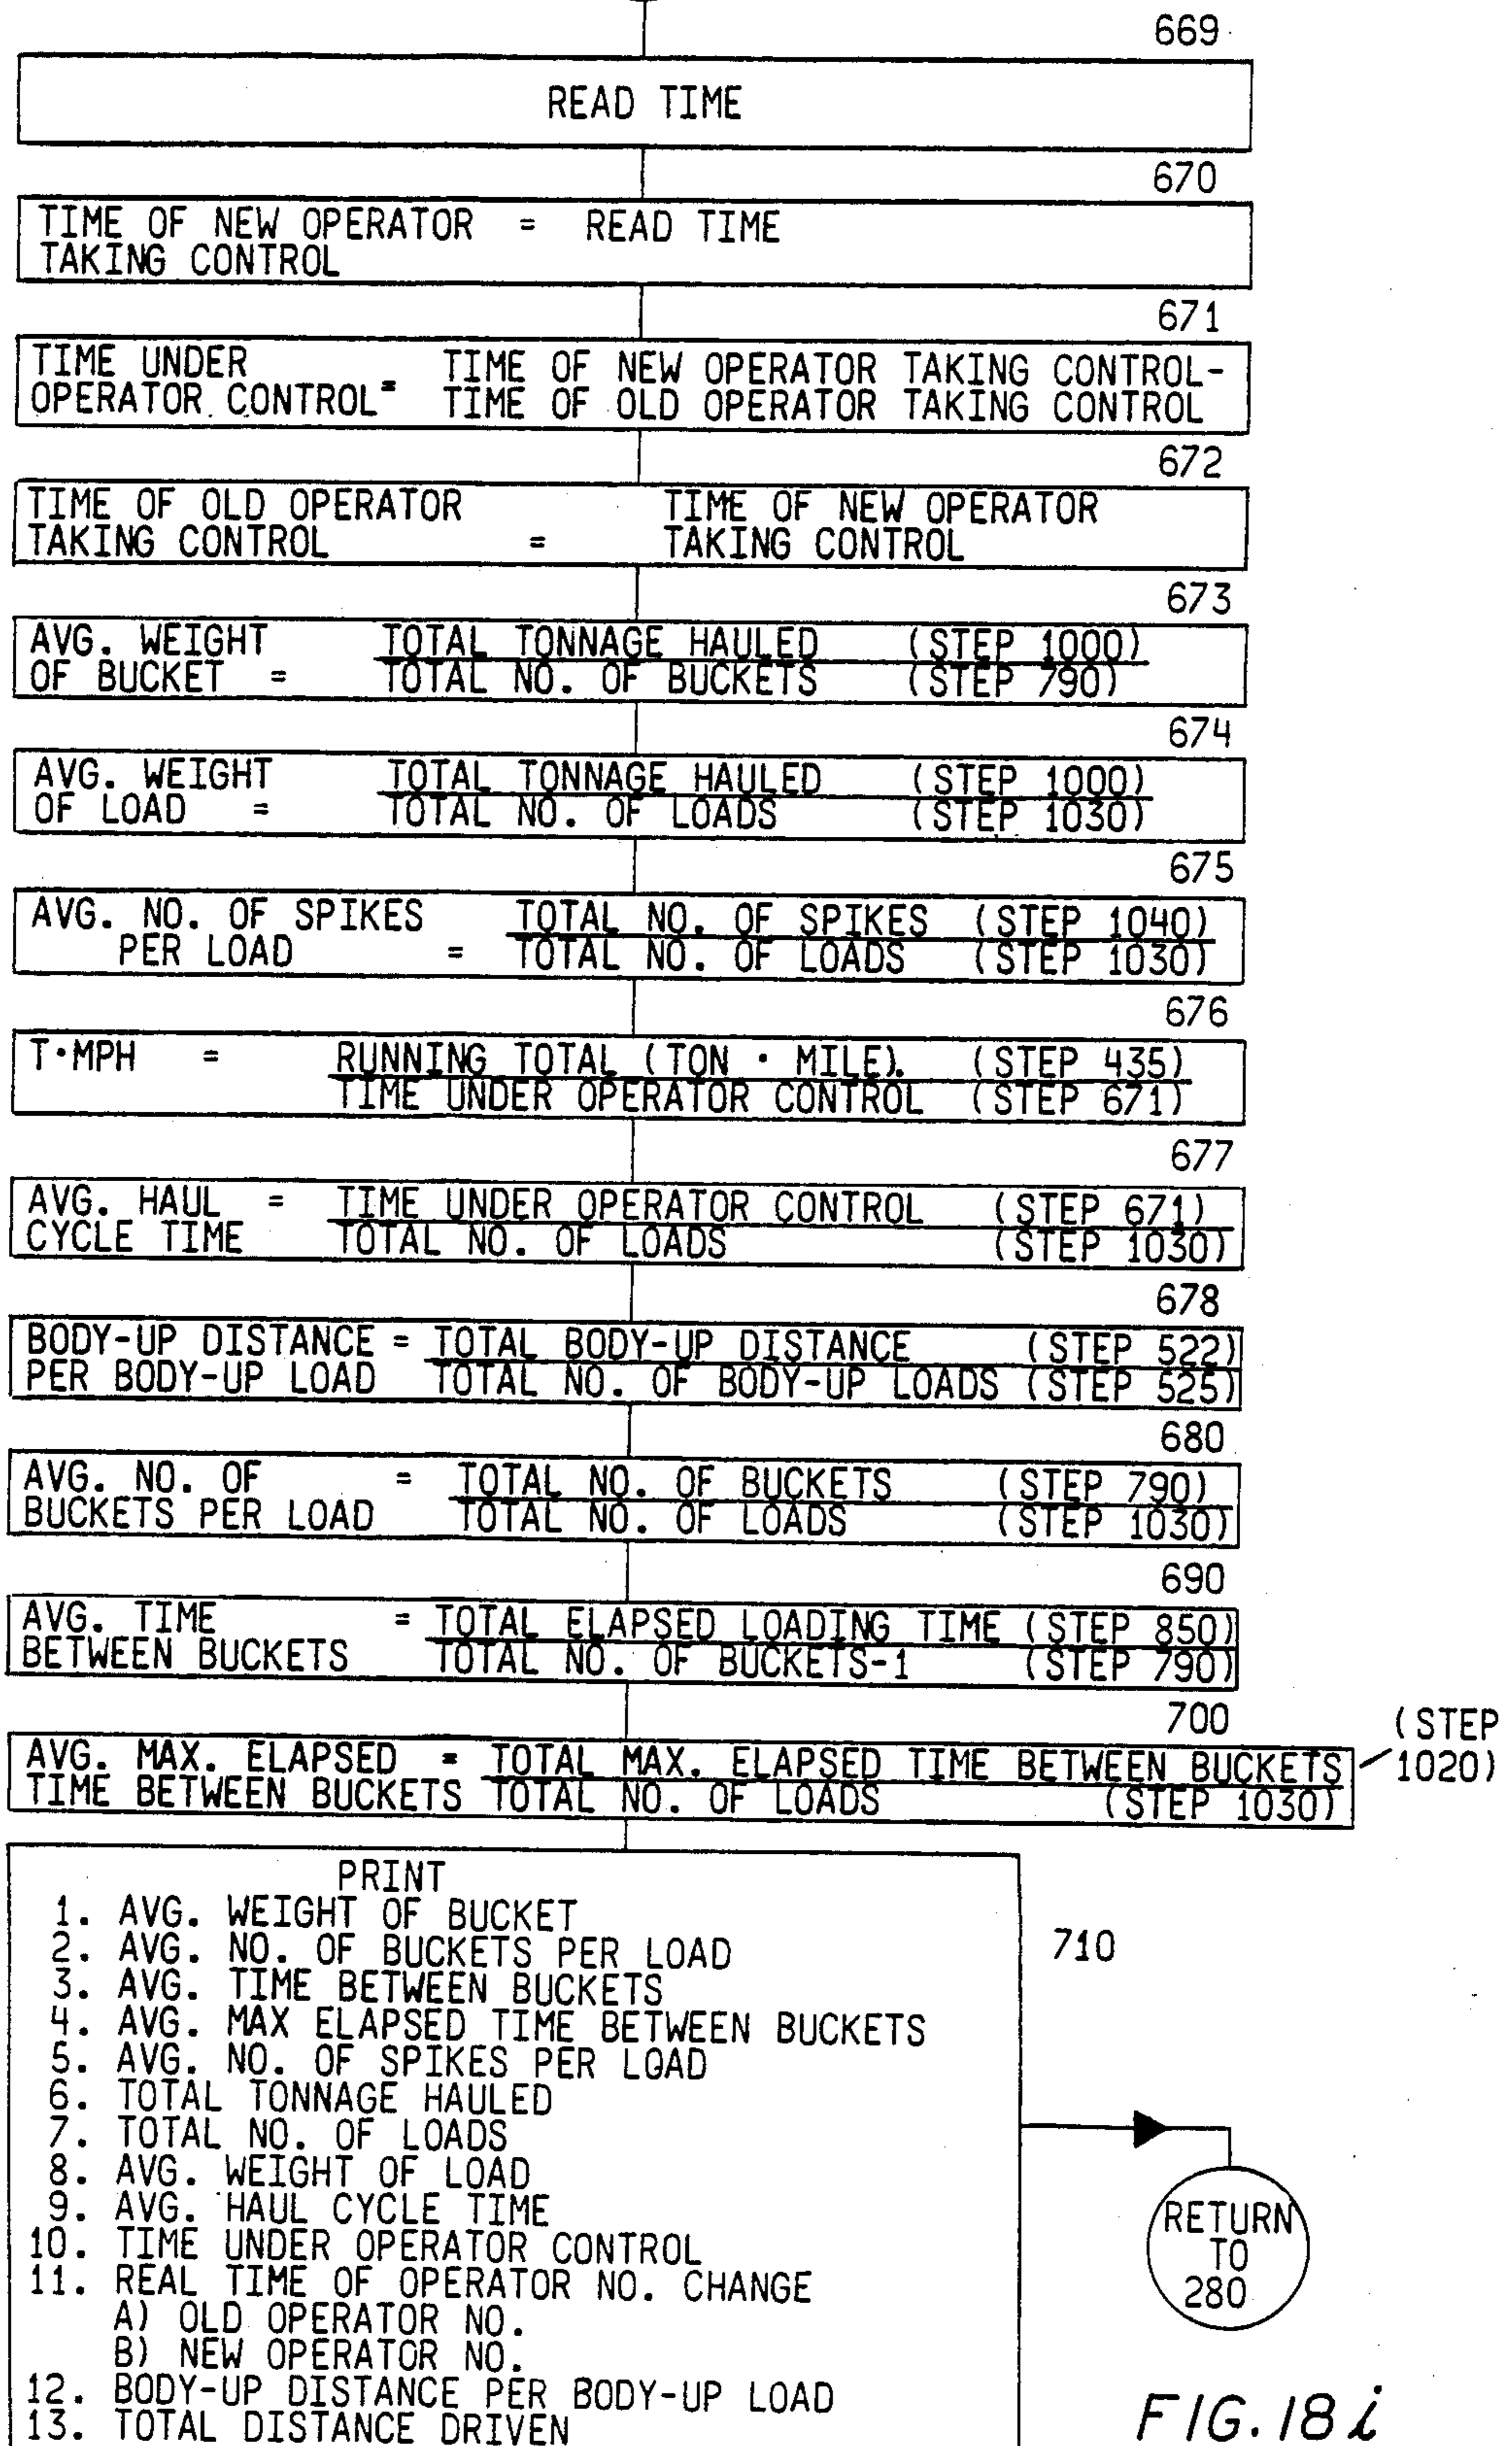 669
READ TIME
670
TIME OF NEW OPERATOR = READ TIME
TAKING CONTROL
671
TIME UNDER TIME OF NEW OPERATOR TAKING CONTROL-
OPERATOR CONTROL= TIME OF OLD OPERATOR TAKING CONTROL
672
TIME OF OLD OPERATOR TIME OF NEW OPERATOR
TAKING CONTROL = TAKING CONTROL
673
AVG. WEIGHT TOTAL TONNAGE HAULED (STEP 1000)
OF BUCKET = TOTAL NO. OF BUCKETS (STEP 790)
674
AVG. WEIGHT TOTAL TONNAGE HAULED (STEP 1000)
OF LOAD = TOTAL NO. OF LOADS (STEP 1030)
675
AVG. NO. OF SPIKES TOTAL NO. OF SPIKES (STEP 1040)
PER LOAD = TOTAL NO. OF LOADS (STEP 1030)
676
T·MPH = RUNNING TOTAL (TON · MILE). (STEP 435)
TIME UNDER OPERATOR CONTROL (STEP 671)
677
AVG. HAUL = TIME UNDER OPERATOR CONTROL (STEP 671)
CYCLE TIME TOTAL NO. OF LOADS (STEP 1030)
678
BODY-UP DISTANCE = TOTAL BODY-UP DISTANCE (STEP 522)
PER BODY-UP LOAD TOTAL NO. OF BODY-UP LOADS (STEP 525)
680
AVG. NO. OF = TOTAL NO. OF BUCKETS (STEP 790)
BUCKETS PER LOAD TOTAL NO. OF LOADS (STEP 1030)
690
AVG. TIME = TOTAL ELAPSED LOADING TIME (STEP 850)
BETWEEN BUCKETS TOTAL NO. OF BUCKETS-1 (STEP 790)
700 (STEP
AVG. MAX. ELAPSED = TOTAL MAX. ELAPSED TIME BETWEEN BUCKETS 1020)
TIME BETWEEN BUCKETS TOTAL NO. OF LOADS (STEP 1030)
PRINT
1. AVG. WEIGHT OF BUCKET
2. AVG. NO. OF BUCKETS PER LOAD 710
3. AVG. TIME BETWEEN BUCKETS
4. AVG. MAX ELAPSED TIME BETWEEN BUCKETS
5. AVG. NO. OF SPIKES PER LOAD
6. TOTAL TONNAGE HAULED
7. TOTAL NO. OF LOADS
8. AVG. WEIGHT OF LOAD
9. AVG. HAUL CYCLE TIME
10. TIME UNDER OPERATOR CONTROL
11. REAL TIME OF OPERATOR NO. CHANGE
A) OLD OPERATOR NO.
B) NEW OPERATOR NO.
12. BODY-UP DISTANCE PER BODY-UP LOAD
13. TOTAL DISTANCE DRIVEN
RETURN
TO
280
FIG. 18i